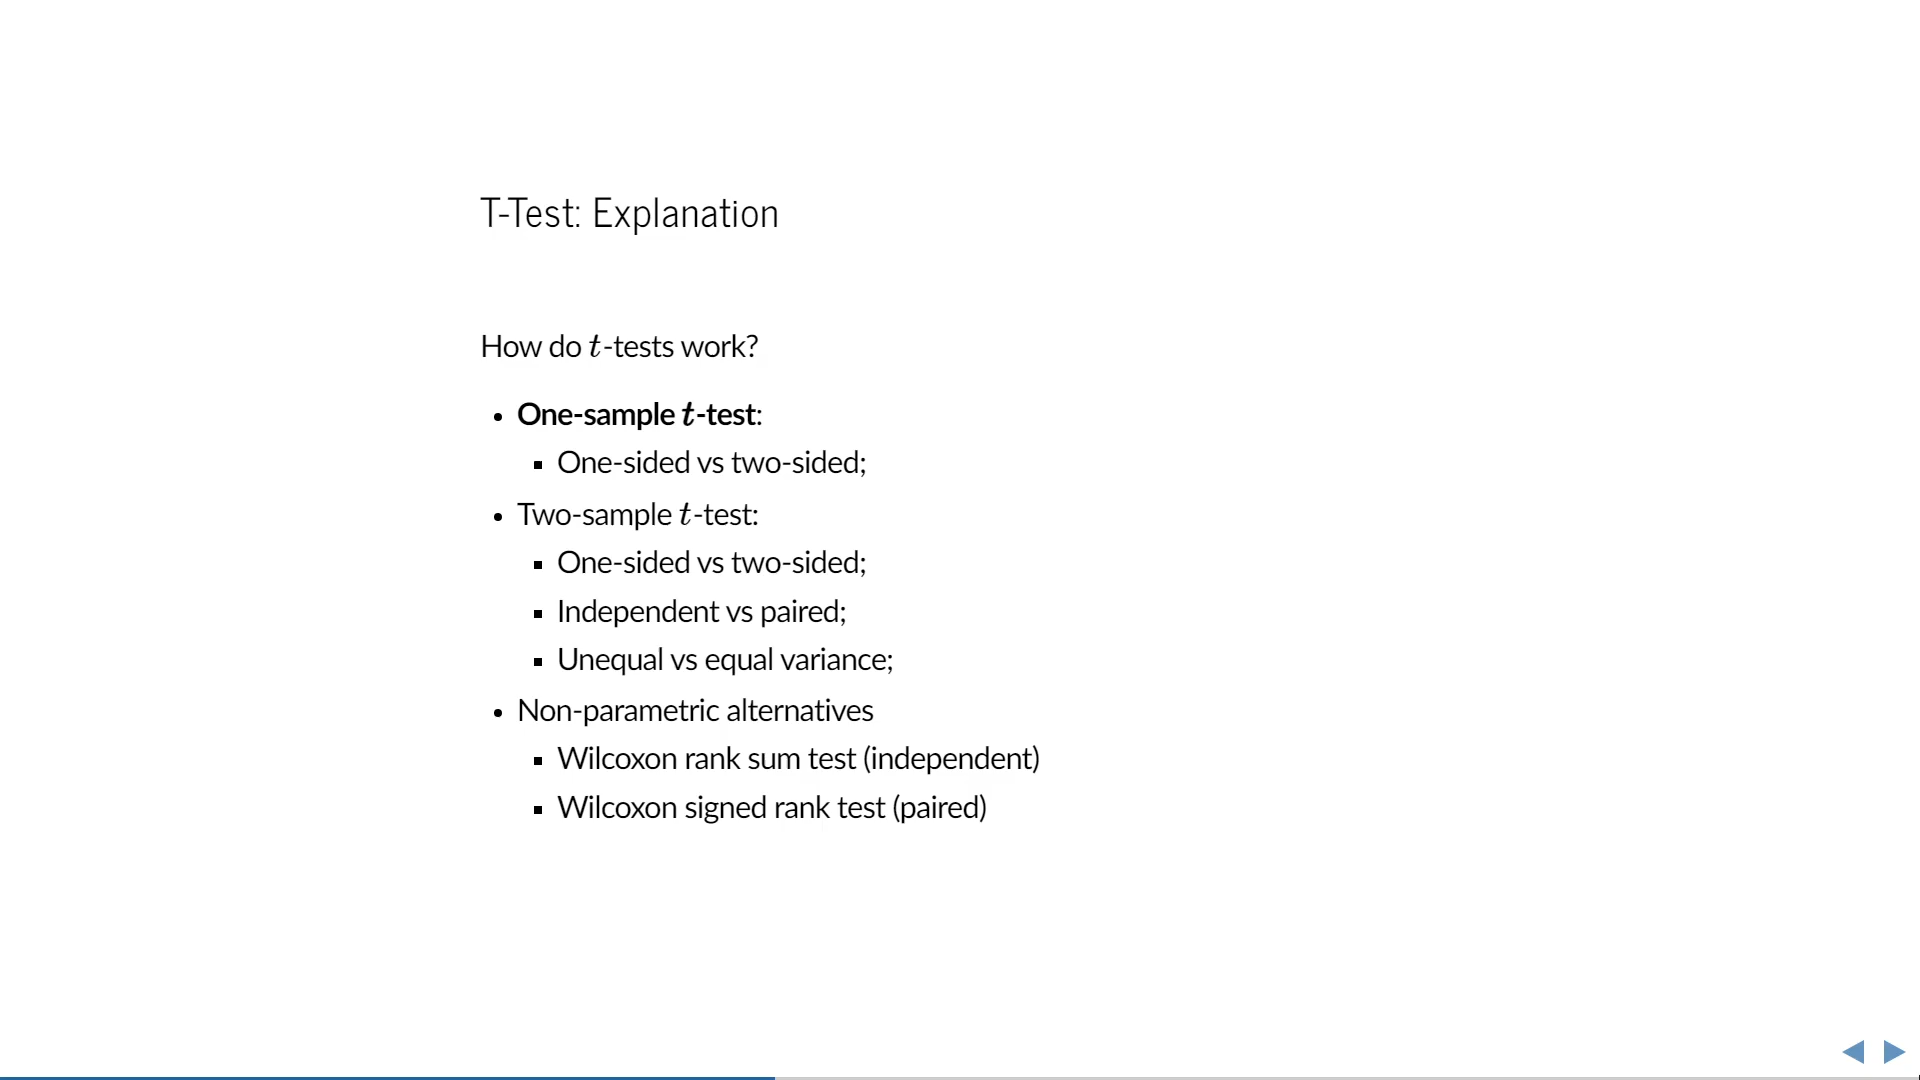 T-Test: Explanation
How do t-tests work?
• One-sample t-test:
▪ One-sided vs two-sided;
• Two-sample t-test:
▪ One-sided vs two-sided;
▪ Independent vs paired;
▪ Unequal vs equal variance;
• Non-parametric alternatives
▪ Wilcoxon rank sum test (independent)
▪ Wilcoxon signed rank test (paired)